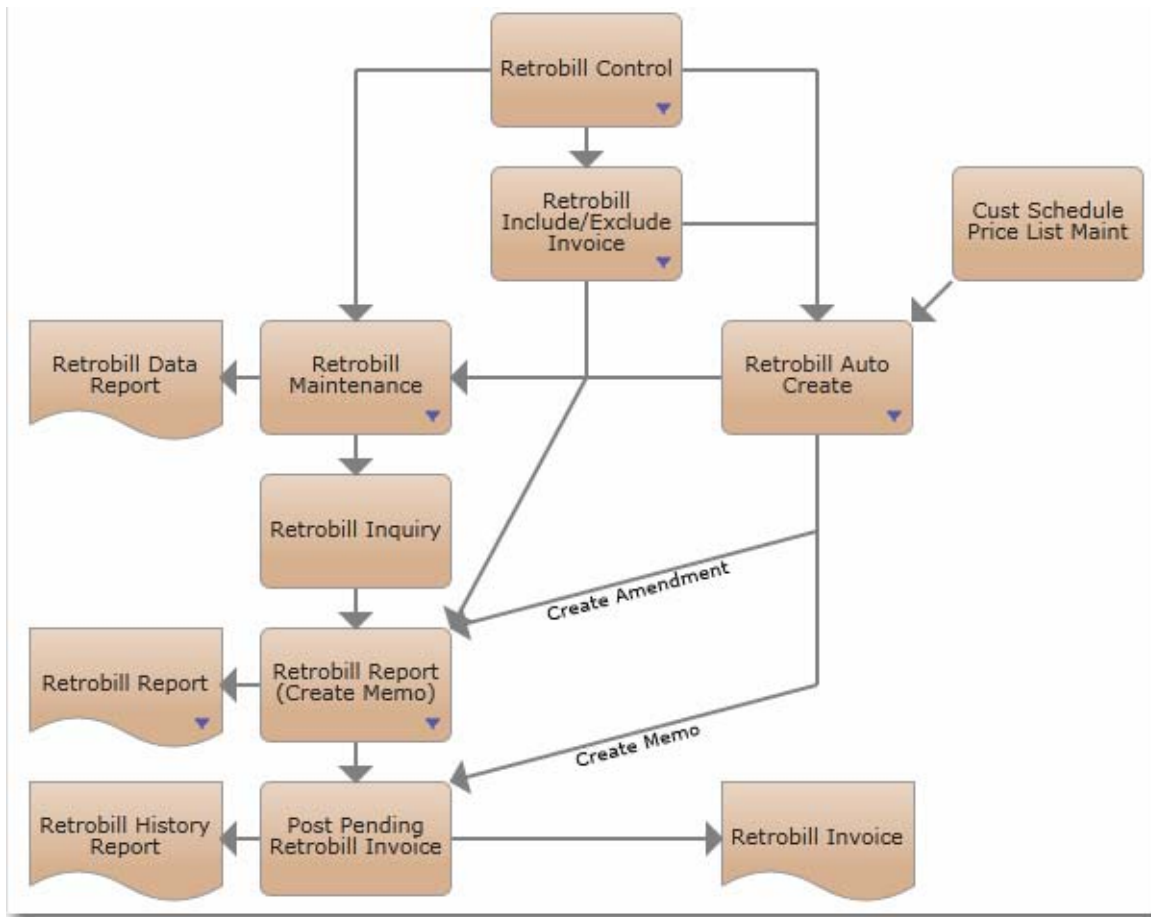 Retrobill Control
Retrobill
Include/Exclude
Invoice
Cust Schedule
Price List Maint
Retrobill Data
Report
Retrobill
Maintenance
Retrobill Auto
Create
Retrobill Inquiry
Create Amendment
Retrobill Report
Retrobill Report
(Create Memo)
Create Memo
Retrobill History
Report
Post Pending
Retrobill Invoice
Retrobill Invoice